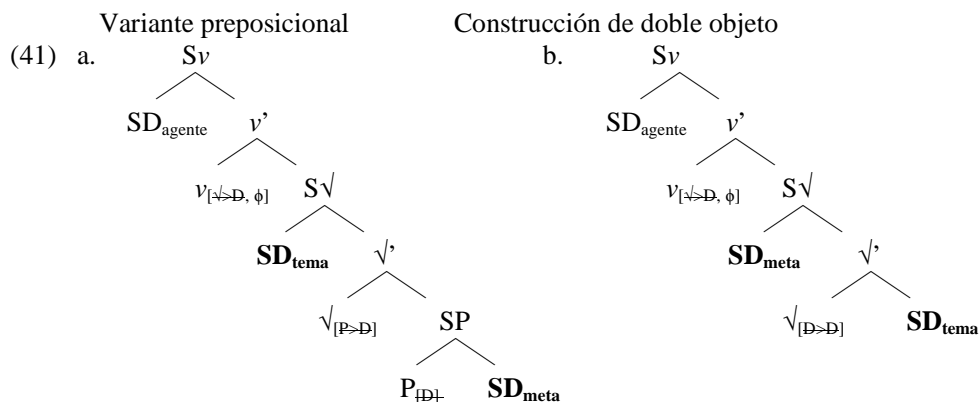 Variante preposicional Construcción de doble objeto
(41) a. Sv b. Sv
SDagente v’ SDagente v’
v[√>D, ϕ] S√ v[√>D, ϕ] S√
SDtema √’ SDmeta √’
√[P>D] SP √[D>D] SDtema
P[D] SDmeta